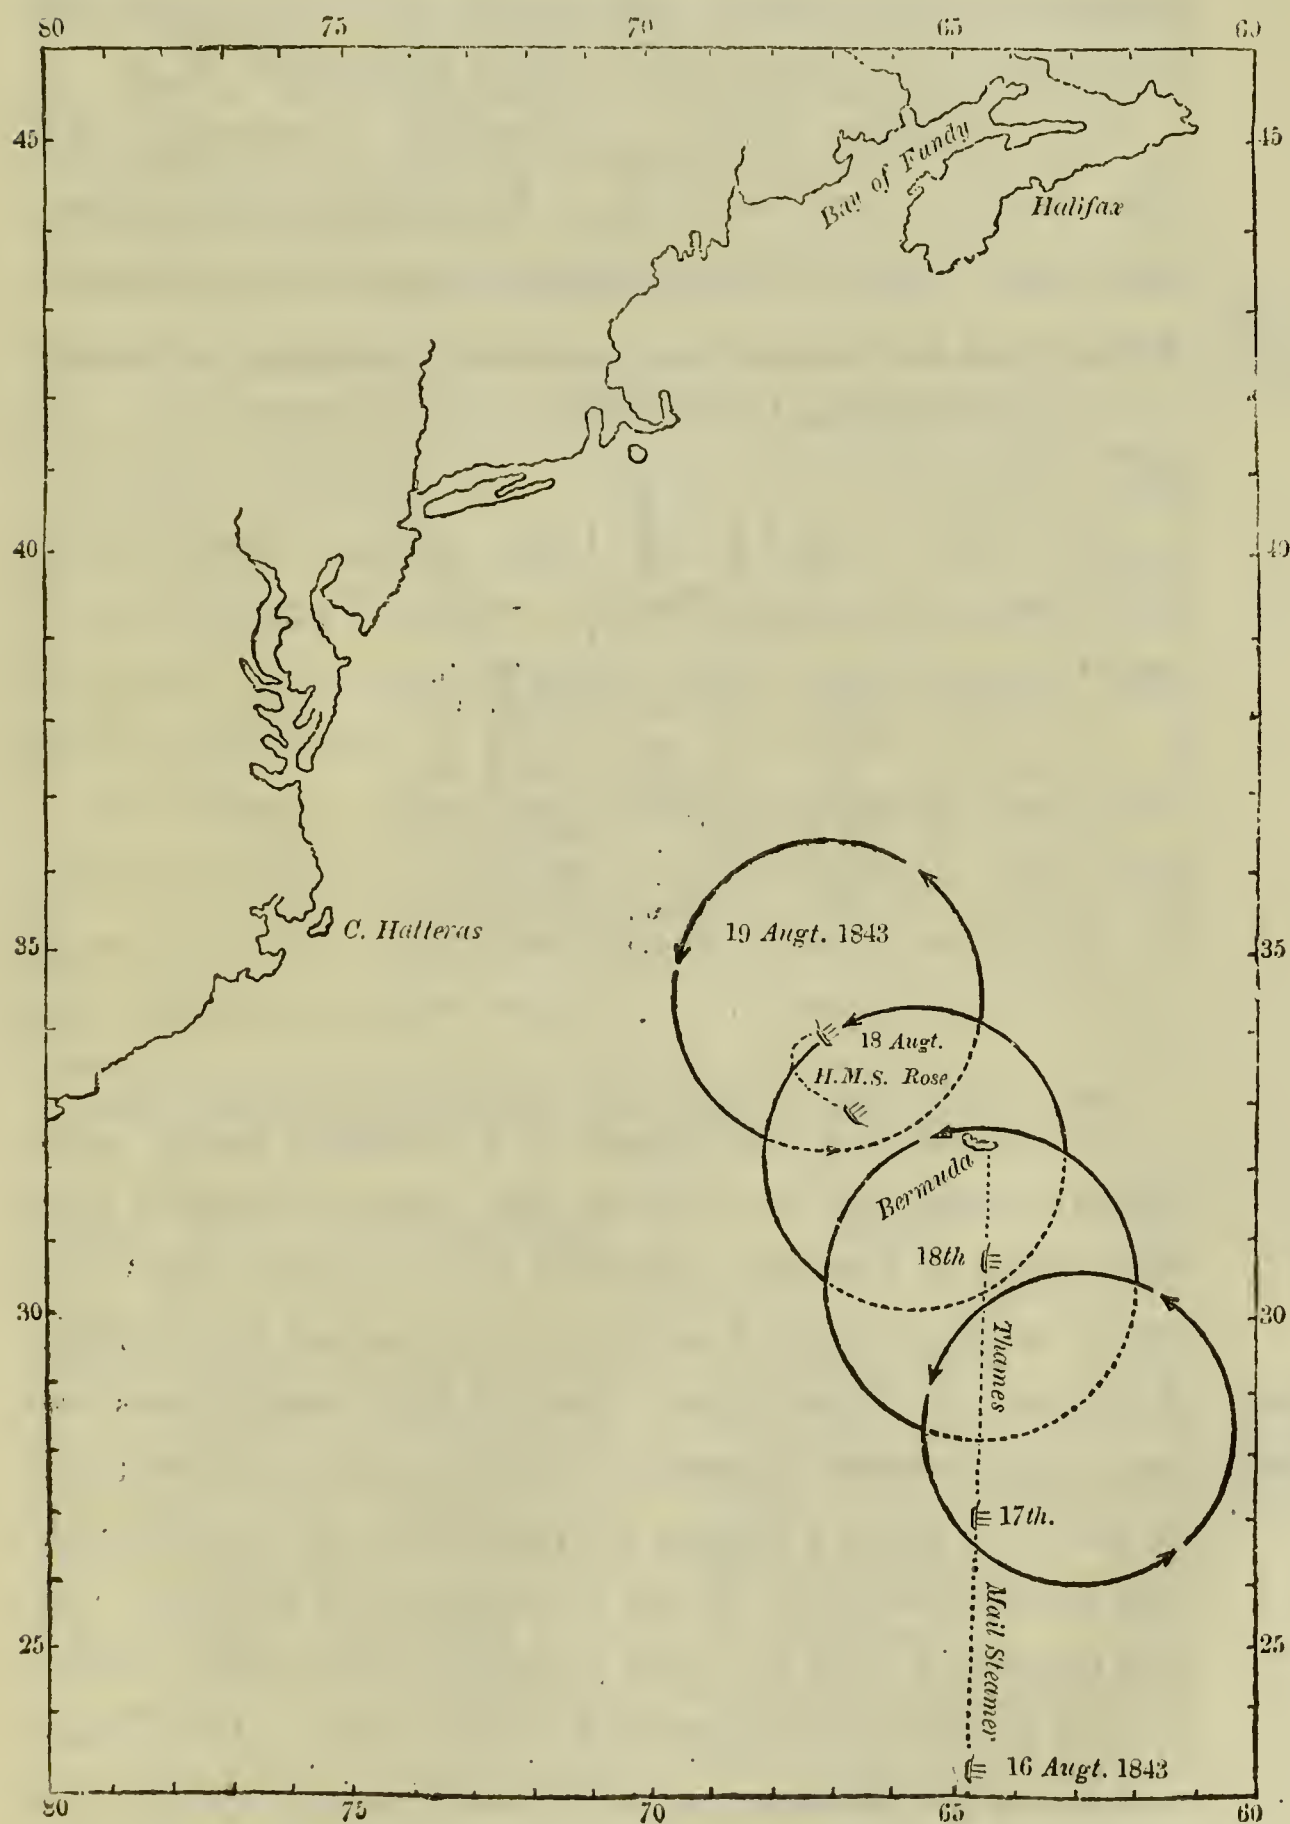 80 75 70 65 60
45 45
Bay of Fundy
Halifax
40 40
35 35
C. Hatteras
19 Augt. 1843
18 Augt.
H.M.S. Rose
Bermuda
18th
30 30
Thames
17th.
25 25
Mail Steamer
16 Augt. 1843
80 75 70 65 60